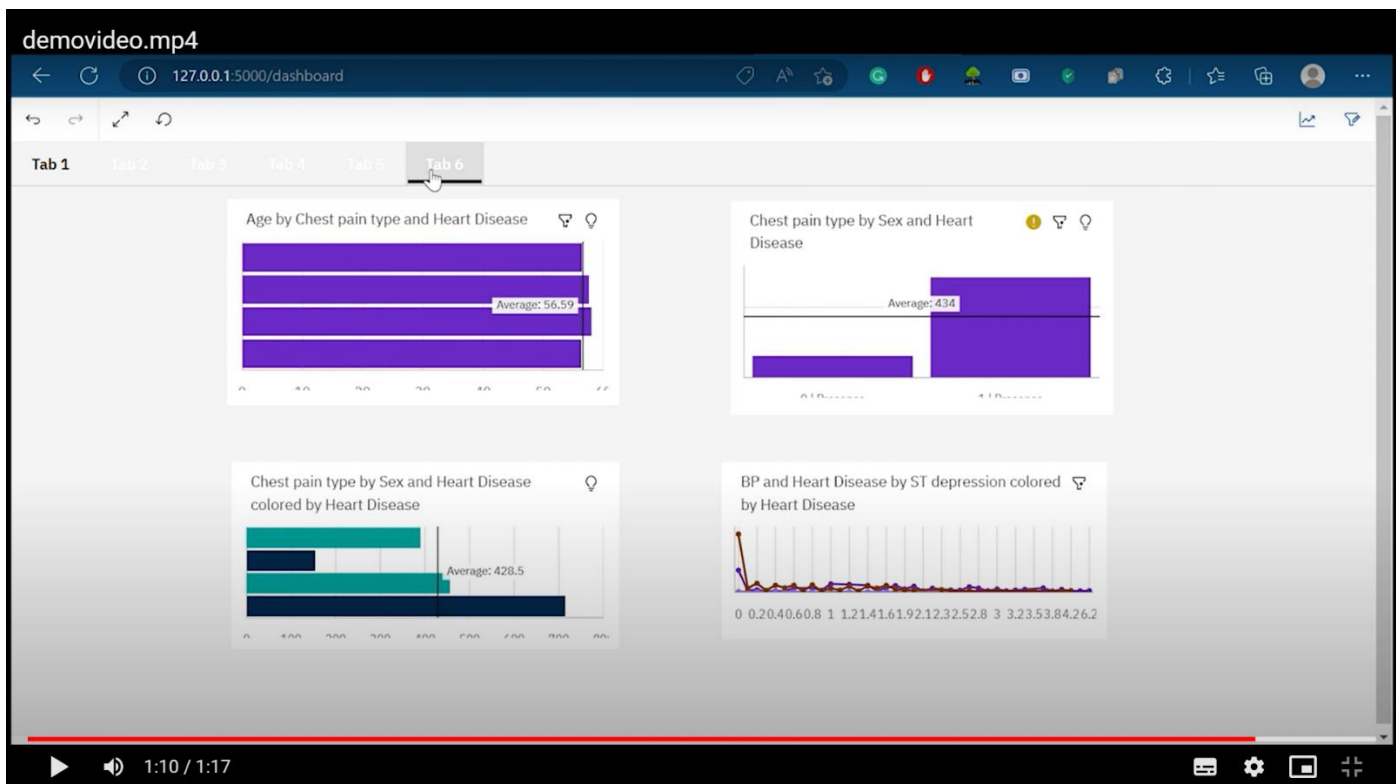 demovideo.mp4
127.0.0.1:5000/dashboard
Tab 1 Tab 2 Tab 3 Tab 4 Tab 5 Tab 6
Age by Chest pain type and Heart Disease
Average: 56.59
Chest pain type by Sex and Heart
Disease
Average: 434
Chest pain type by Sex and Heart Disease
colored by Heart Disease
Average: 428.5
BP and Heart Disease by ST depression colored
by Heart Disease
0 0.20.40.60.8 1 1.21.41.61.92.12.32.52.8 3 3.23.53.84.26.2
1:10 / 1:17